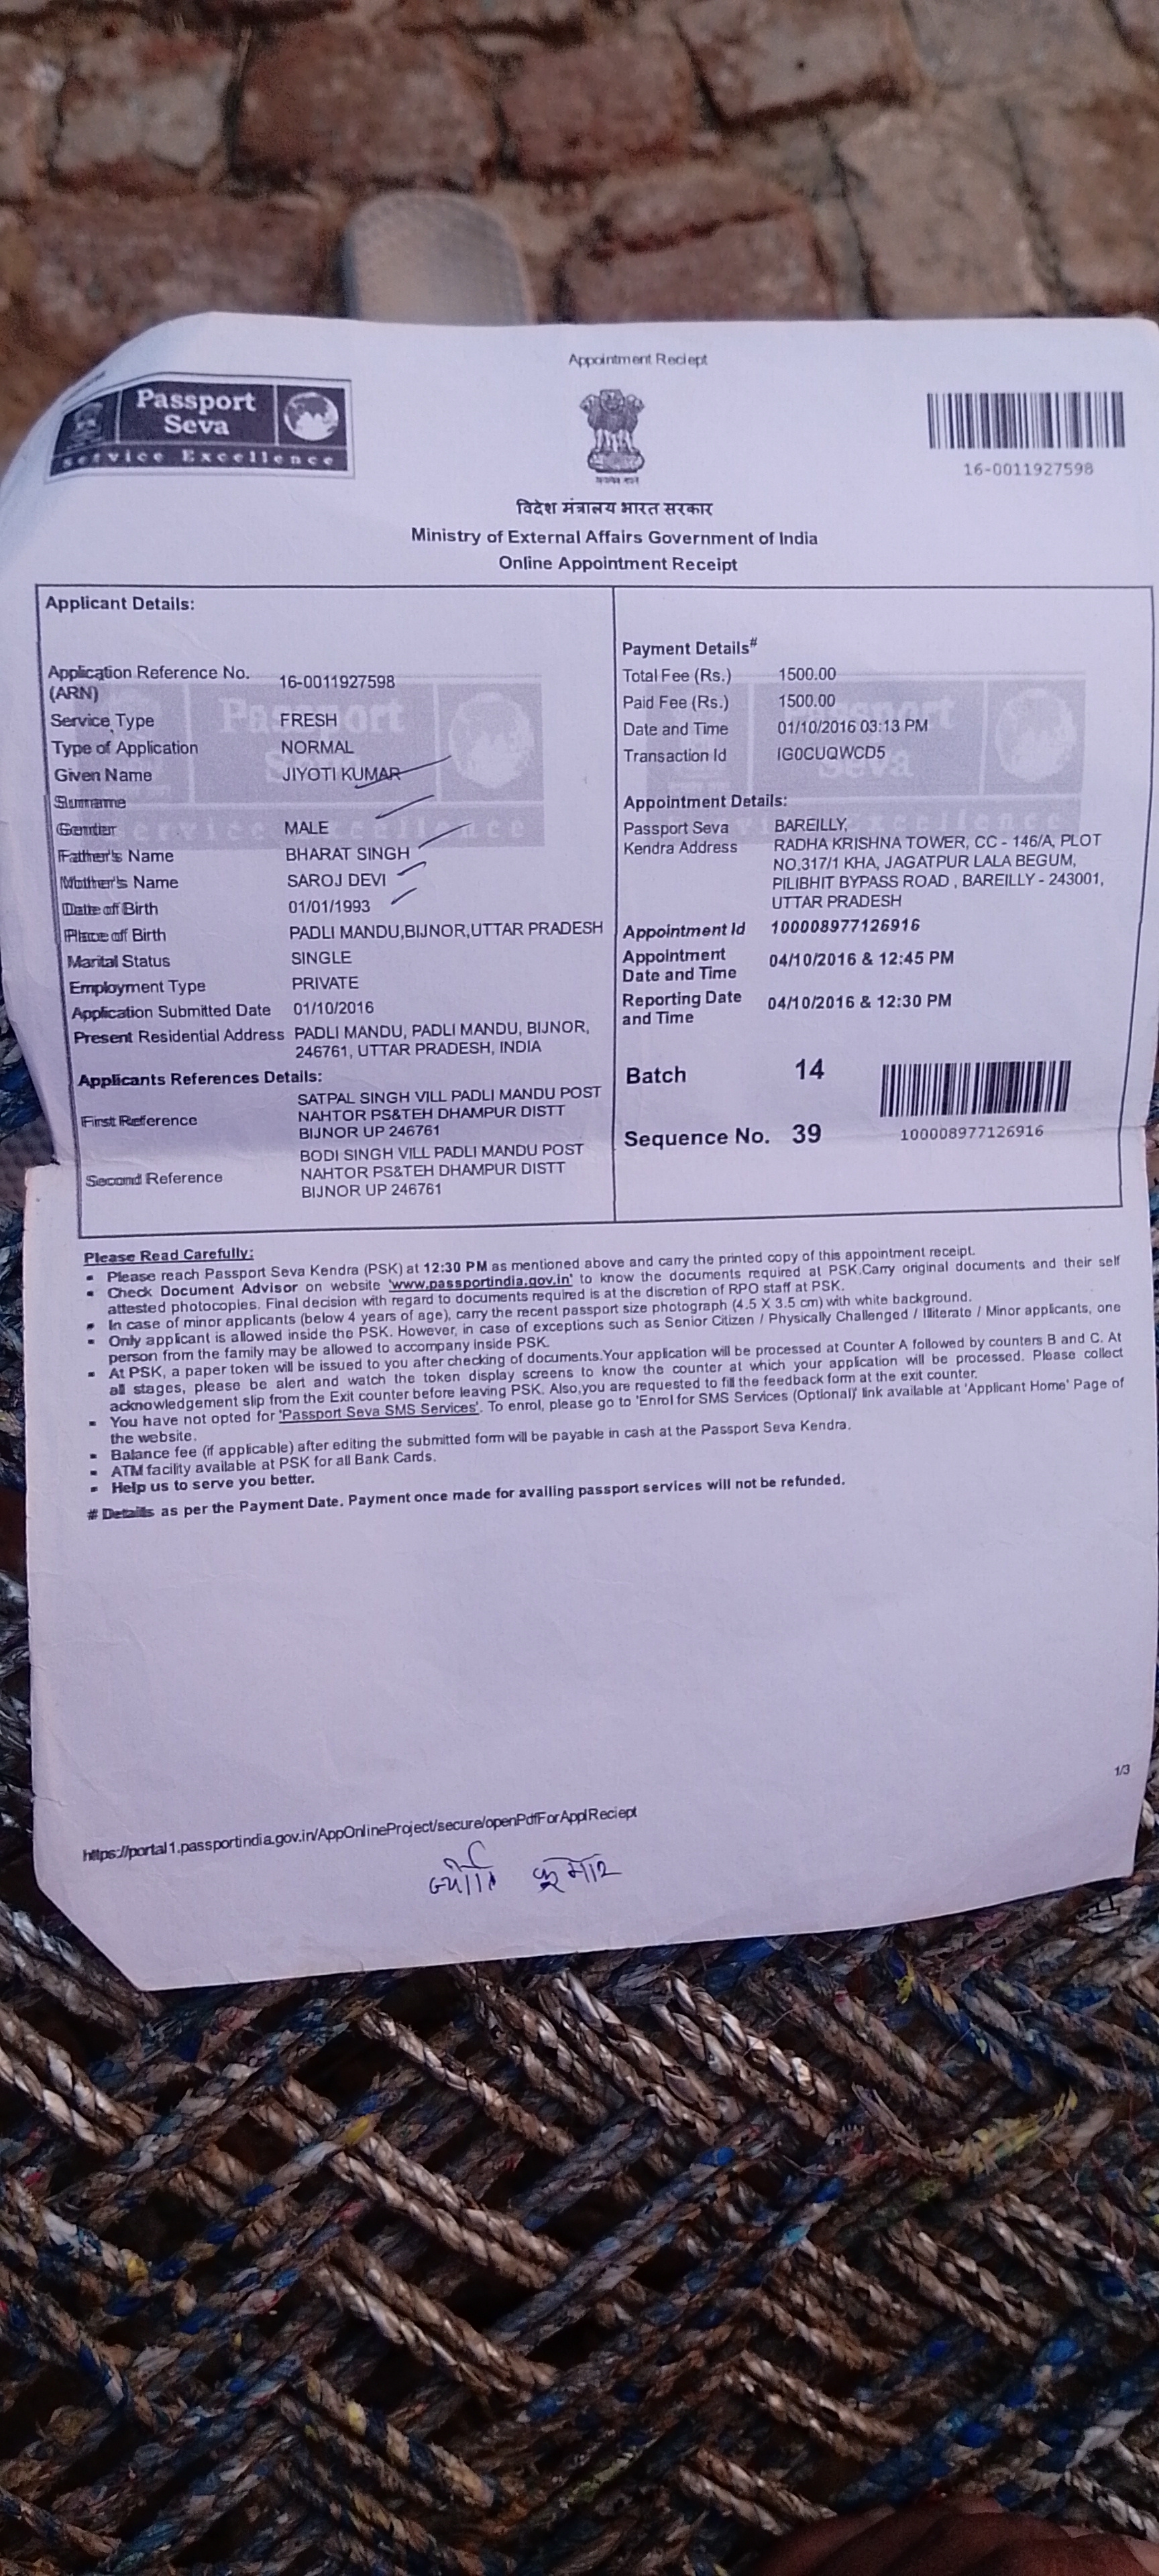 Appointment Reciept
Passport
Seva
Service Excellence
16-0011927598
विदेश मंत्रालय भारत सरकार
Ministry of External Affairs Government of India
Online Appointment Receipt
Applicant Details:
Application Reference No. (ARN) 16-0011927598
Service Type FRESH
Type of Application NORMAL
Given Name JIYOTI KUMAR
Surname
Gender MALE
Father's Name BHARAT SINGH
Mother's Name SAROJ DEVI
Date of Birth 01/01/1993
Place of Birth PADLI MANDU,BIJNOR,UTTAR PRADESH
Marital Status SINGLE
Employment Type PRIVATE
Application Submitted Date 01/10/2016
Present Residential Address PADLI MANDU, PADLI MANDU, BIJNOR,
246761, UTTAR PRADESH, INDIA
Applicants References Details:
First Reference SATPAL SINGH VILL PADLI MANDU POST
NAHTOR PS&TEH DHAMPUR DISTT
BIJNOR UP 246761
Second Reference BODI SINGH VILL PADLI MANDU POST
NAHTOR PS&TEH DHAMPUR DISTT
BIJNOR UP 246761
Payment Details#
Total Fee (Rs.) 1500.00
Paid Fee (Rs.) 1500.00
Date and Time 01/10/2016 03:13 PM
Transaction Id IG0CUQWCD5
Appointment Details:
Passport Seva Kendra Address BAREILLY,
RADHA KRISHNA TOWER, CC - 146/A, PLOT
NO.317/1 KHA, JAGATPUR LALA BEGUM,
PILIBHIT BYPASS ROAD , BAREILLY - 243001,
UTTAR PRADESH
Appointment Id 100008977126916
Appointment Date and Time 04/10/2016 & 12:45 PM
Reporting Date and Time 04/10/2016 & 12:30 PM
Batch 14
Sequence No. 39
100008977126916
Please Read Carefully:
Please reach Passport Seva Kendra (PSK) at 12:30 PM as mentioned above and carry the printed copy of this appointment receipt.
Check Document Advisor on website 'www.passportindia.gov.in' to know the documents required at PSK.Carry original documents and their self
attested photocopies. Final decision with regard to documents required is at the discretion of RPO staff at PSK.
In case of minor applicants (below 4 years of age), carry the recent passport size photograph (4.5 X 3.5 cm) with white background.
Only applicant is allowed inside the PSK. However, in case of exceptions such as Senior Citizen / Physically Challenged / Illiterate / Minor applicants, one
person from the family may be allowed to accompany inside PSK.
At PSK, a paper token will be issued to you after checking of documents.Your application will be processed at Counter A followed by counters B and C. At
all stages, please be alert and watch the token display screens to know the counter at which your application will be processed. Please collect
acknowledgement slip from the Exit counter before leaving PSK. Also,you are requested to fill the feedback form at the exit counter.
You have not opted for 'Passport Seva SMS Services'. To enrol, please go to 'Enrol for SMS Services (Optional)' link available at 'Applicant Home' Page of
the website.
Balance fee (if applicable) after editing the submitted form will be payable in cash at the Passport Seva Kendra.
ATM facility available at PSK for all Bank Cards.
Help us to serve you better.
# Details as per the Payment Date. Payment once made for availing passport services will not be refunded.
1/3
https://portal1.passportindia.gov.in/AppOnlineProject/secure/openPdfForApplReciept
ज्योति कुमार